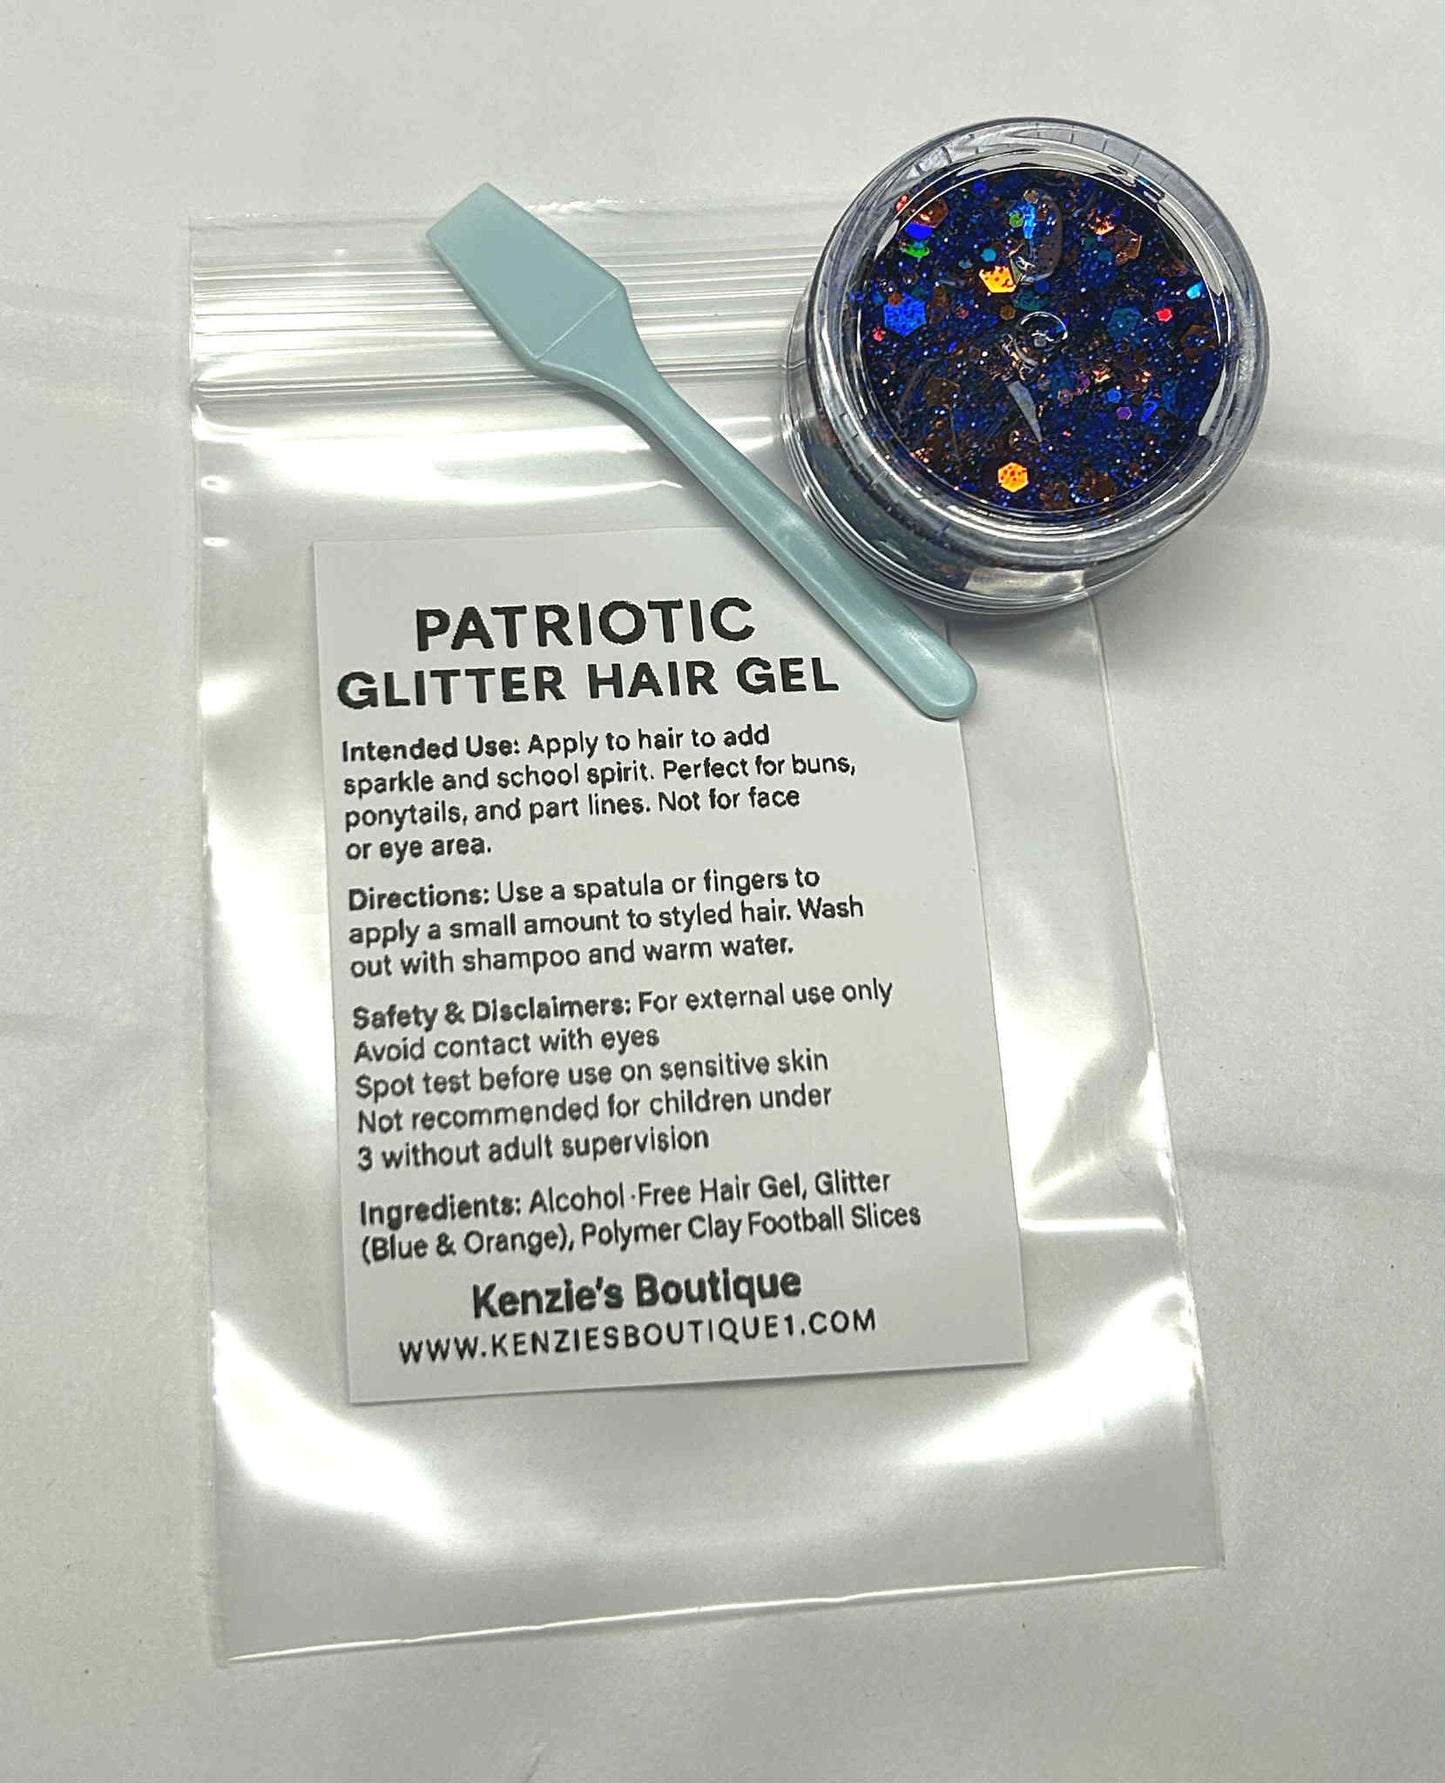 PATRIOTIC
GLITTER HAIR GEL
Intended Use: Apply to hair to add
sparkle and school spirit. Perfect for buns,
ponytails, and part lines. Not for face
or eye area.
Directions: Use a spatula or fingers to
apply a small amount to styled hair. Wash
out with shampoo and warm water.
Safety & Disclaimers: For external use only
Avoid contact with eyes
Spot test before use on sensitive skin
Not recommended for children under
3 without adult supervision
Ingredients: Alcohol-Free Hair Gel, Glitter
(Blue & Orange), Polymer Clay Football Slices
Kenzie's Boutique
WWW.KENZIESBOUTIQUE1.COM